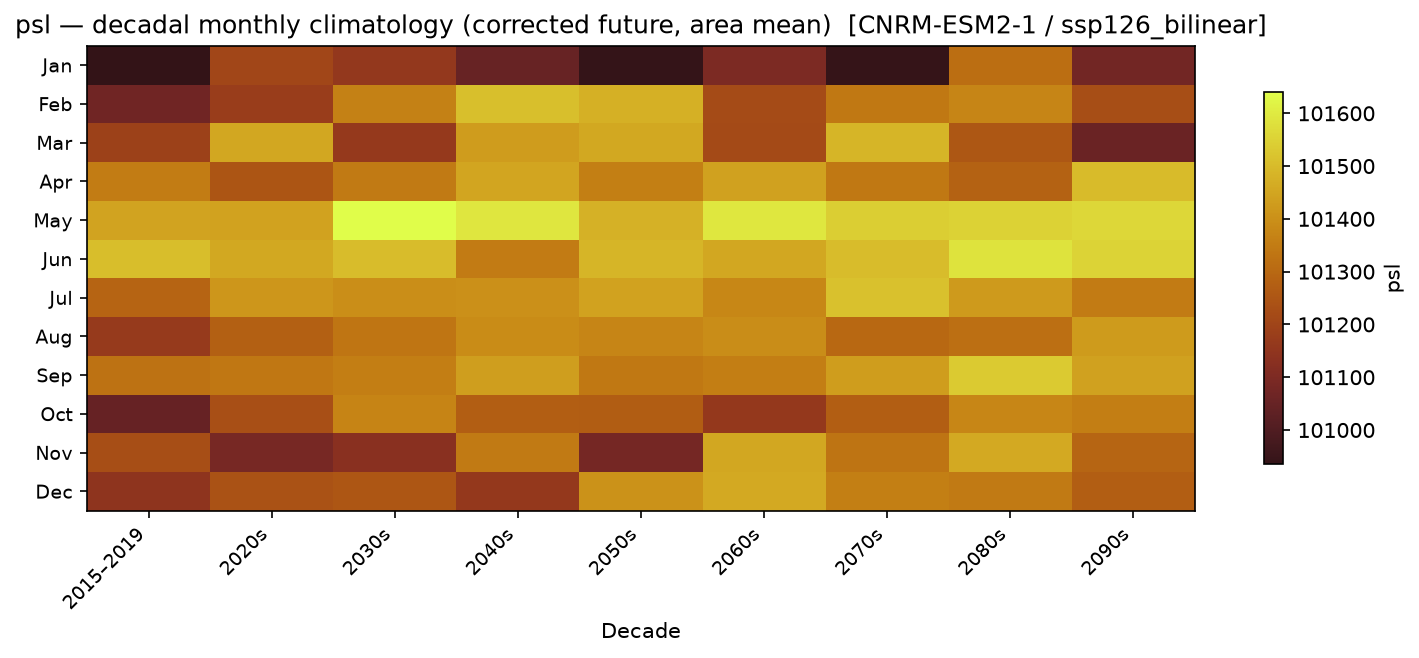 psl — decadal monthly climatology (corrected future, area mean)  [CNRM-ESM2-1 / ssp126_bilinear]
Jan
Feb
Mar
Apr
May
Jun
Jul
Aug
Sep
Oct
Nov
Dec
2015–2019
2020s
2030s
2040s
2050s
2060s
2070s
2080s
2090s
Decade
101600
101500
101400
101300
101200
101100
101000
psl